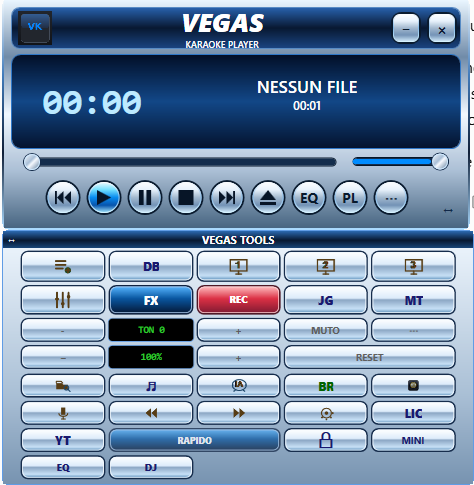 VK
VEGAS
KARAOKE PLAYER
– ×
00:00
NESSUN FILE
00:01
EQ PL ...
VEGAS TOOLS
DB 1 2 3
FX REC JG MT
- TON 0 + MUTO ...
– 100% + RESET
IA BR
LIC
YT RAPIDO MINI
EQ DJ